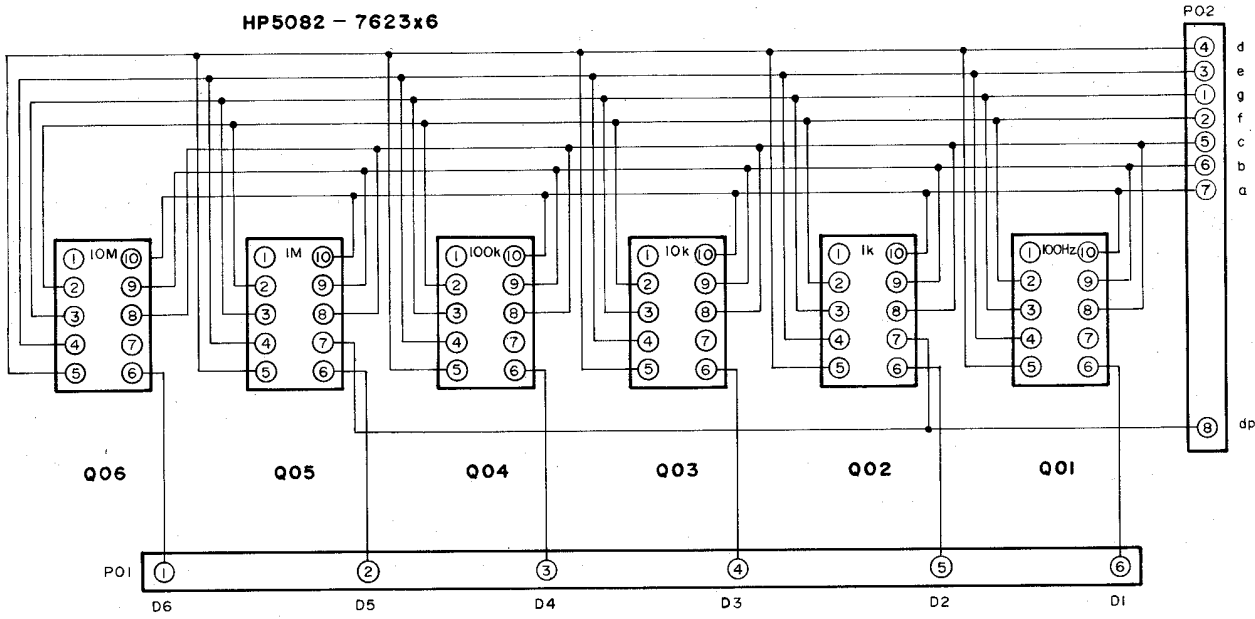 HP5082 - 7623x6
P02
4 d
3 e
1 g
2 f
5 c
6 b
7 a
1 10M 10
2 9
3 8
4 7
5 6
1 1M 10
2 9
3 8
4 7
5 6
1 100k 10
2 9
3 8
4 7
5 6
1 10k 10
2 9
3 8
4 7
5 6
1 1k 10
2 9
3 8
4 7
5 6
1 100Hz 10
2 9
3 8
4 7
5 6
8 dp
Q06 Q05 Q04 Q03 Q02 Q01
P01 1 2 3 4 5 6
D6 D5 D4 D3 D2 D1